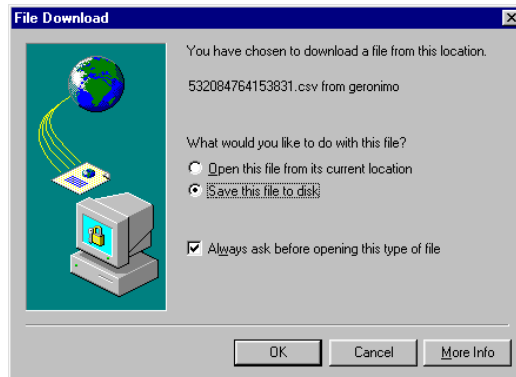 File Download
You have chosen to download a file from this location.
532084764153831.csv from geronimo
What would you like to do with this file?
Open this file from its current location
Save this file to disk
Always ask before opening this type of file
OK
Cancel
More Info